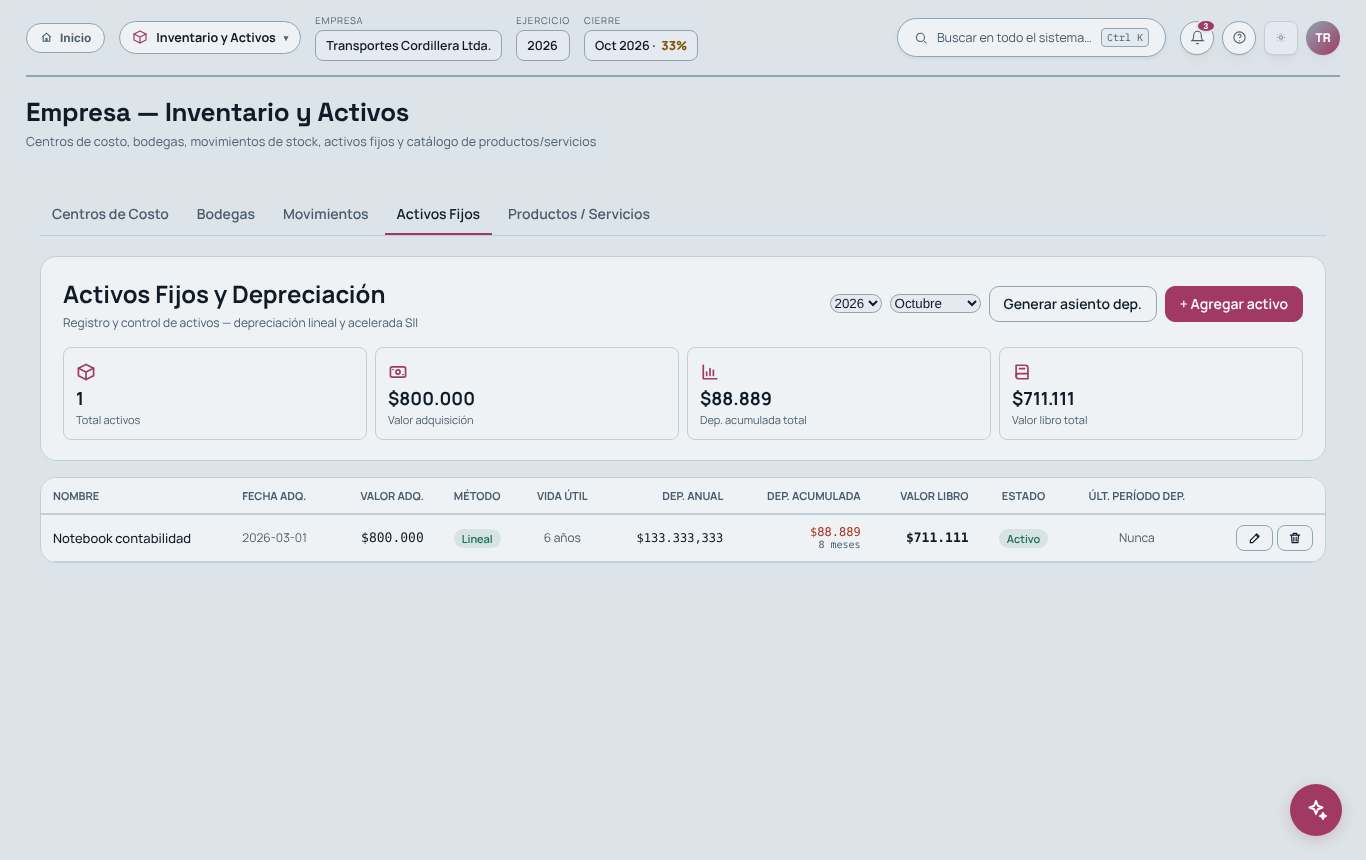 Inicio
Inventario y Activos ▾
EMPRESA
Transportes Cordillera Ltda.
EJERCICIO
2026
CIERRE
Oct 2026 · 33%
Buscar en todo el sistema... Ctrl K
3
TR
Empresa — Inventario y Activos
Centros de costo, bodegas, movimientos de stock, activos fijos y catálogo de productos/servicios
Centros de Costo Bodegas Movimientos Activos Fijos Productos / Servicios
Activos Fijos y Depreciación
Registro y control de activos — depreciación lineal y acelerada SII
2026 Octubre Generar asiento dep. + Agregar activo
1
Total activos
$800.000
Valor adquisición
$88.889
Dep. acumulada total
$711.111
Valor libro total
NOMBRE FECHA ADQ. VALOR ADQ. MÉTODO VIDA ÚTIL DEP. ANUAL DEP. ACUMULADA VALOR LIBRO ESTADO ÚLT. PERÍODO DEP.
Notebook contabilidad 2026-03-01 $800.000 Lineal 6 años $133.333,333 $88.889 $711.111 Activo Nunca
8 meses